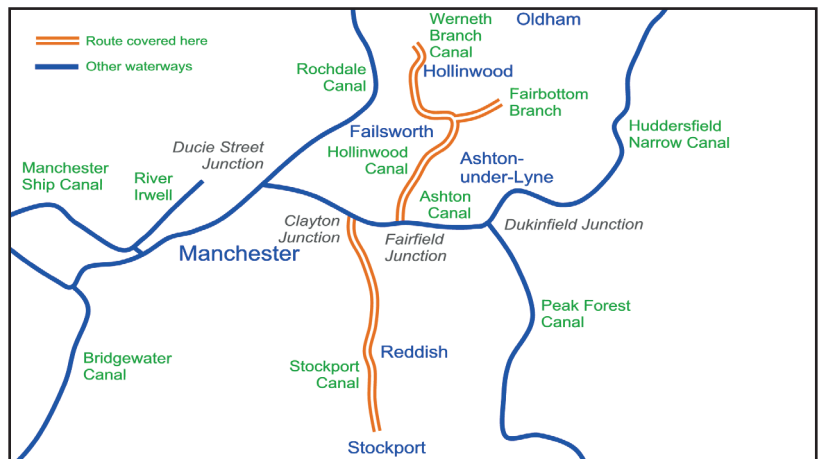 Werneth
Branch
Canal
Oldham
Route covered here
Other waterways
Rochdale
Canal
Hollinwood
Fairbottom
Branch
Failsworth
Huddersfield
Narrow Canal
Ducie Street
Junction
Hollinwood
Canal
Ashton-
under-Lyne
Manchester
Ship Canal
River
Irwell
Ashton
Canal
Clayton
Junction
Fairfield
Junction
Dukinfield Junction
Manchester
Peak Forest
Canal
Bridgewater
Canal
Reddish
Stockport
Canal
Stockport